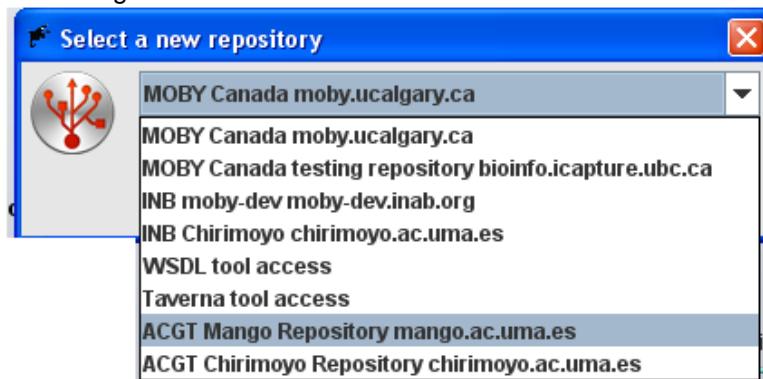 Select a new repository
MOBY Canada moby.ucalgary.ca
MOBY Canada moby.ucalgary.ca
MOBY Canada testing repository bioinfo.icapture.ubc.ca
INB moby-dev moby-dev.inab.org
INB Chirimoyo chirimoyo.ac.uma.es
WSDL tool access
Taverna tool access
ACGT Mango Repository mango.ac.uma.es
ACGT Chirimoyo Repository chirimoyo.ac.uma.es